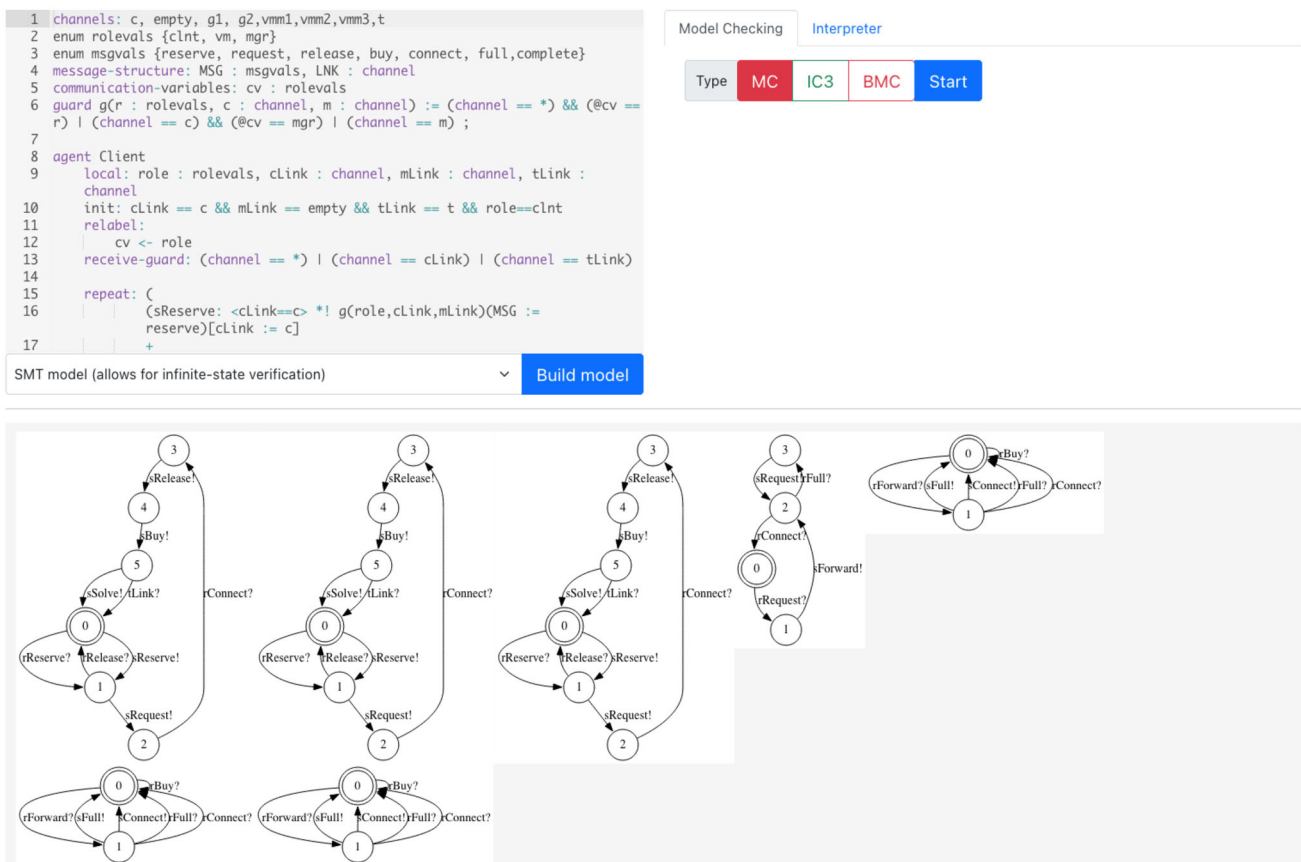 1 channels: c, empty, g1, g2,vmm1,vmm2,vmm3,t
2 enum rolevals {clnt, vm, mgr}
3 enum msgvals {reserve, request, release, buy, connect, full,complete}
4 message-structure: MSG : msgvals, LNK : channel
5 communication-variables: cv : rolevals
6 guard g(r : rolevals, c : channel, m : channel) := (channel == *) && (@cv ==
r) | (channel == c) && (@cv == mgr) | (channel == m) ;
7
8 agent Client
9 local: role : rolevals, cLink : channel, mLink : channel, tLink :
channel
10 init: cLink == c && mLink == empty && tLink == t && role==clnt
11 relabel:
12 cv <- role
13 receive-guard: (channel == *) | (channel == cLink) | (channel == tLink)
14
15 repeat: (
16 (sReserve: <cLink==c> *! g(role,cLink,mLink)(MSG :=
reserve)[cLink := c]
17 +
SMT model (allows for infinite-state verification)
Build model
Model Checking Interpreter
Type MC IC3 BMC Start
3
sRelease!
4
sBuy!
5
sSolve! tLink?
0
rConnect?
rReserve? rRelease? sReserve!
1
sRequest!
2
3
sRelease!
4
sBuy!
5
sSolve! tLink?
0
rConnect?
rReserve? rRelease? sReserve!
1
sRequest!
2
3
sRelease!
4
sBuy!
5
sSolve! tLink?
0
rConnect?
rReserve? rRelease? sReserve!
1
sRequest!
2
3
sRequest! rFull?
2
rConnect?
0
sForward!
rRequest?
1
0 rBuy?
rForward? sFull! sConnect! rFull? rConnect?
1
0 rBuy?
rForward? sFull! sConnect! rFull? rConnect?
1
0 rBuy?
rForward? sFull! sConnect! rFull? rConnect?
1